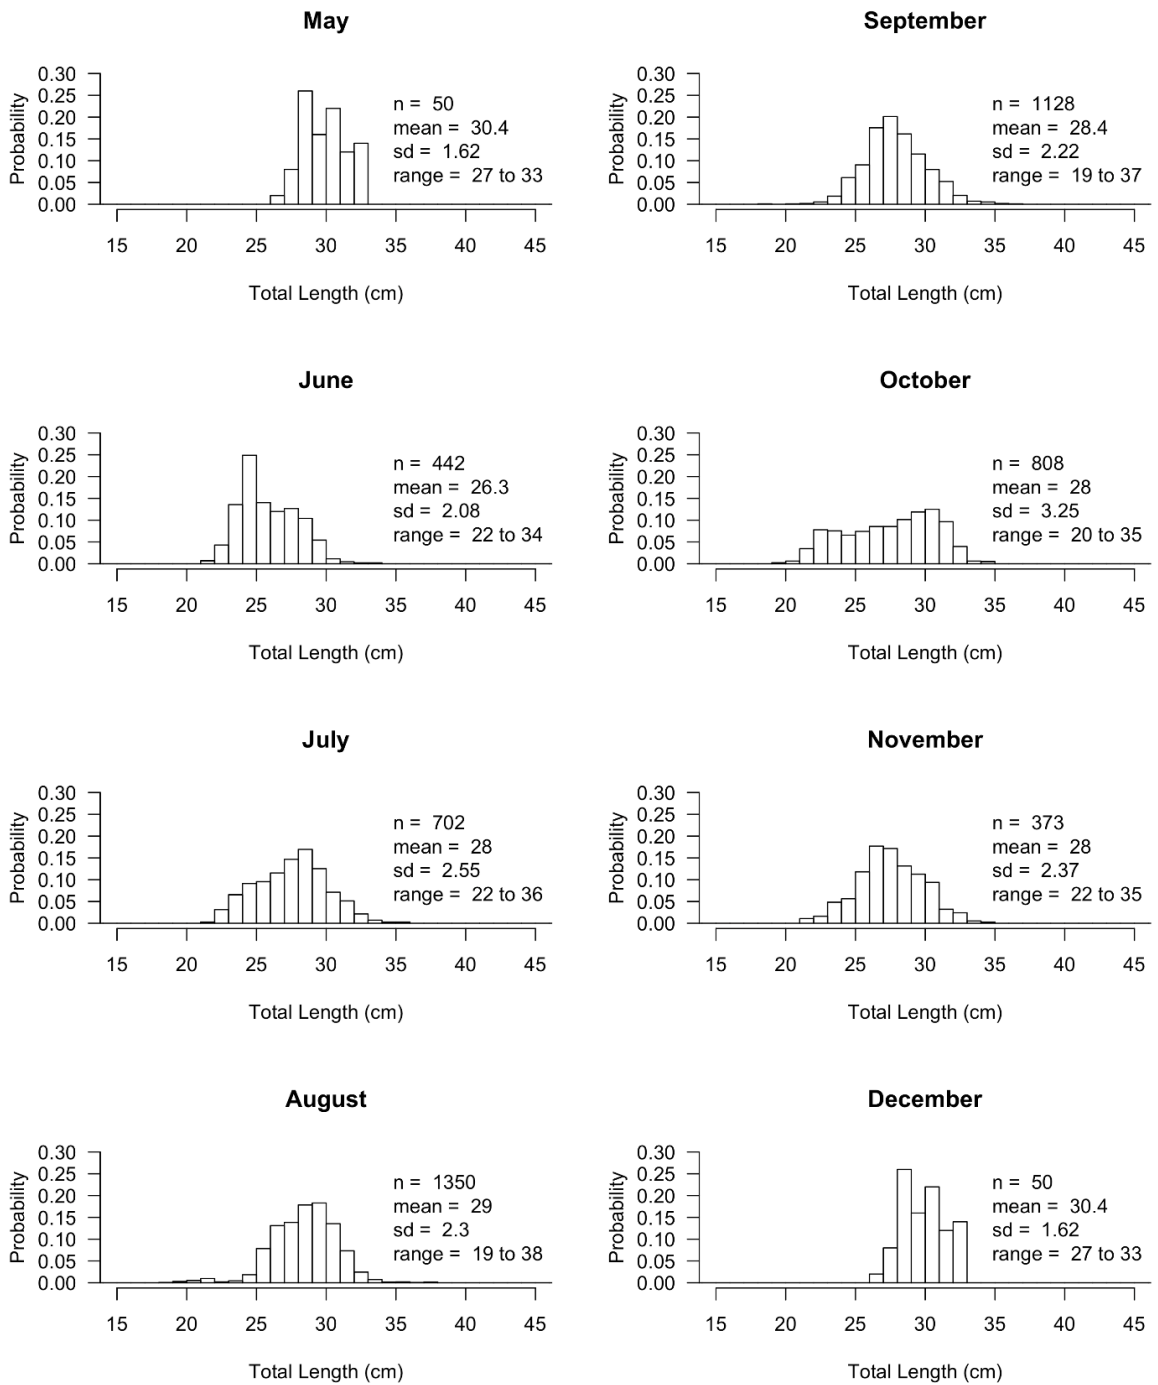 May
Probability
0.30
0.25
0.20
0.15
0.10
0.05
0.00
n = 50
mean = 30.4
sd = 1.62
range = 27 to 33
15 20 25 30 35 40 45
Total Length (cm)
September
Probability
0.30
0.25
0.20
0.15
0.10
0.05
0.00
n = 1128
mean = 28.4
sd = 2.22
range = 19 to 37
15 20 25 30 35 40 45
Total Length (cm)
June
Probability
0.30
0.25
0.20
0.15
0.10
0.05
0.00
n = 442
mean = 26.3
sd = 2.08
range = 22 to 34
15 20 25 30 35 40 45
Total Length (cm)
October
Probability
0.30
0.25
0.20
0.15
0.10
0.05
0.00
n = 808
mean = 28
sd = 3.25
range = 20 to 35
15 20 25 30 35 40 45
Total Length (cm)
July
Probability
0.30
0.25
0.20
0.15
0.10
0.05
0.00
n = 702
mean = 28
sd = 2.55
range = 22 to 36
15 20 25 30 35 40 45
Total Length (cm)
November
Probability
0.30
0.25
0.20
0.15
0.10
0.05
0.00
n = 373
mean = 28
sd = 2.37
range = 22 to 35
15 20 25 30 35 40 45
Total Length (cm)
August
Probability
0.30
0.25
0.20
0.15
0.10
0.05
0.00
n = 1350
mean = 29
sd = 2.3
range = 19 to 38
15 20 25 30 35 40 45
Total Length (cm)
December
Probability
0.30
0.25
0.20
0.15
0.10
0.05
0.00
n = 50
mean = 30.4
sd = 1.62
range = 27 to 33
15 20 25 30 35 40 45
Total Length (cm)